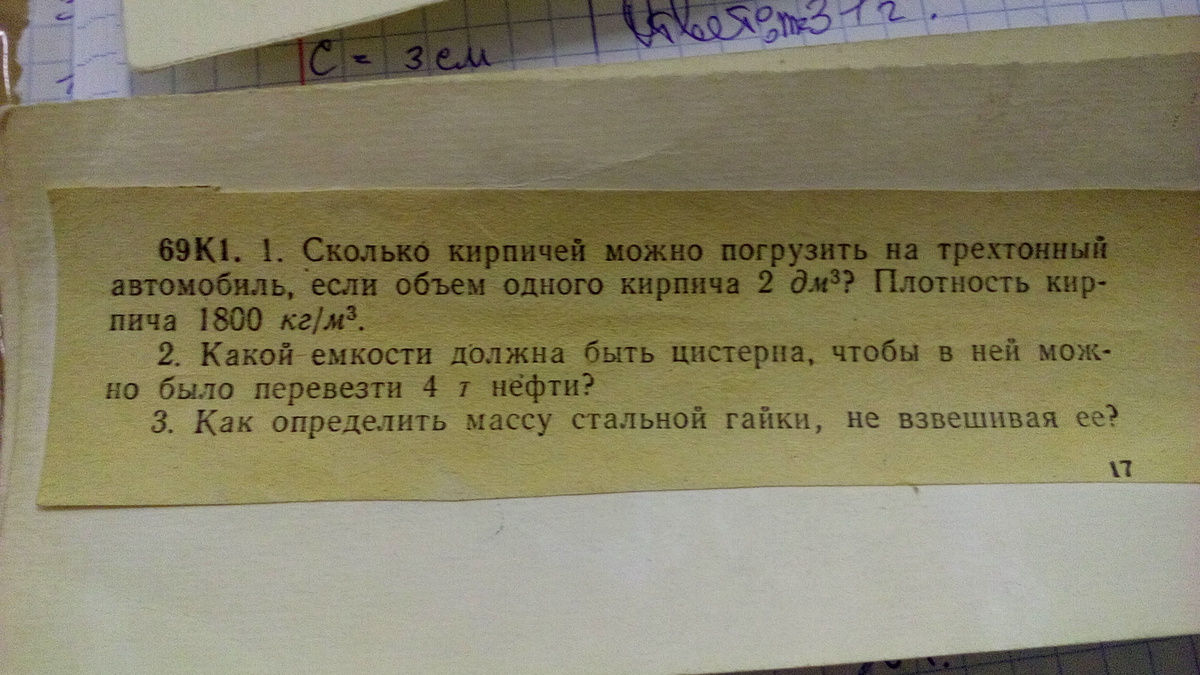 С = 3 см
69К1. 1. Сколько кирпичей можно погрузить на трехтонный
автомобиль, если объем одного кирпича 2 дм³? Плотность кир-
пича 1800 кг/м³.
2. Какой емкости должна быть цистерна, чтобы в ней мож-
но было перевезти 4 т нефти?
3. Как определить массу стальной гайки, не взвешивая ее?
17